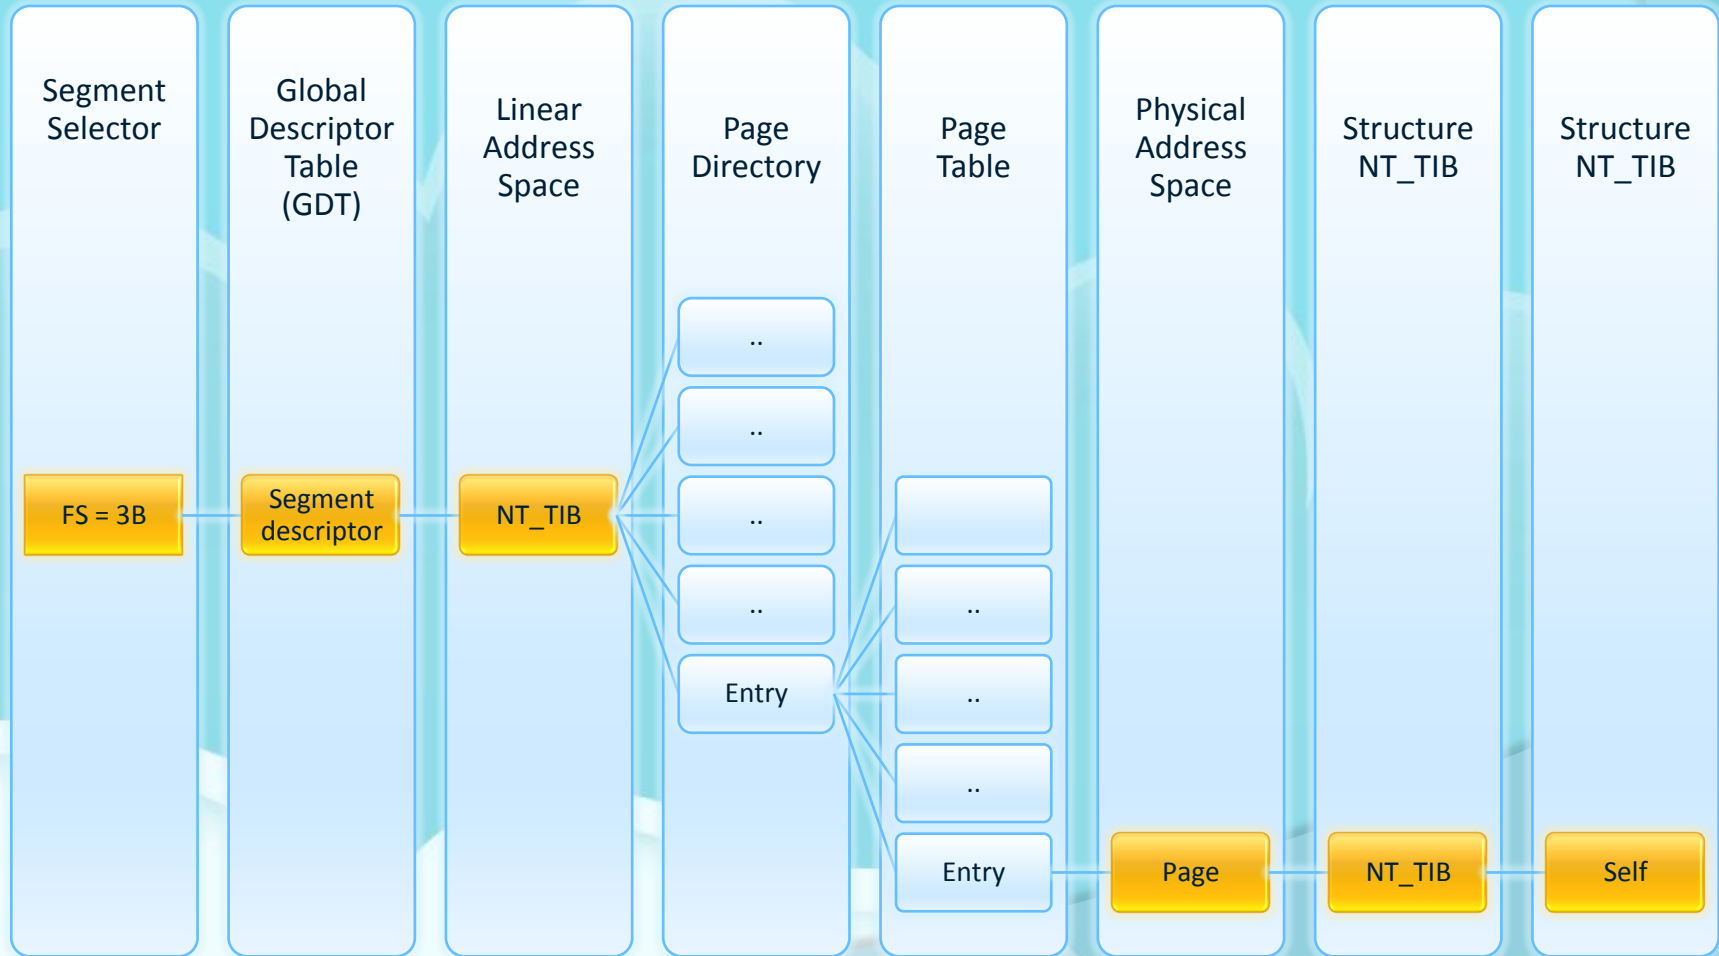 Segment
Selector
Global
Descriptor
Table
(GDT)
Linear
Address
Space
Page
Directory
Page
Table
Physical
Address
Space
Structure
NT_TIB
Structure
NT_TIB
FS = 3B
Segment
descriptor
NT_TIB
..
..
..
..
Entry
..
..
..
Entry
Page
NT_TIB
Self